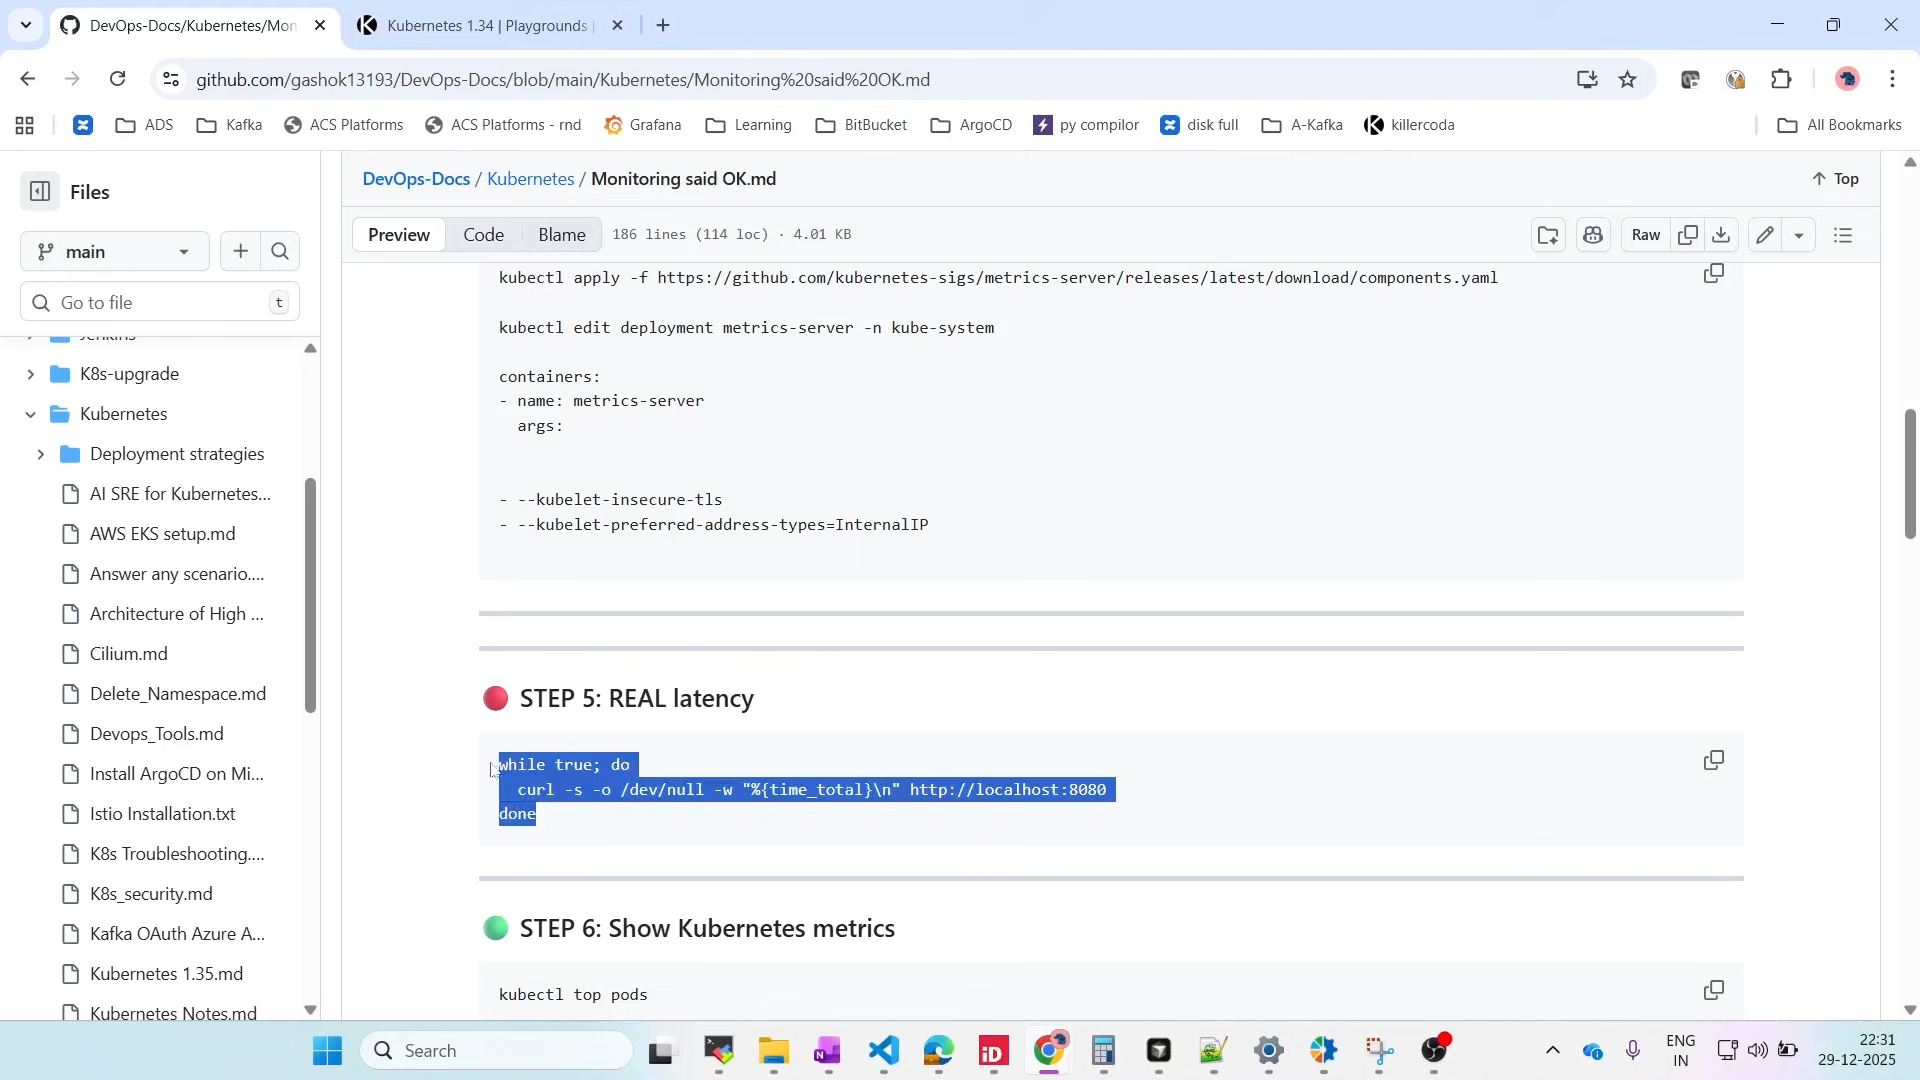 DevOps-Docs/Kubernetes/Mon
Kubernetes 1.34 | Playgrounds
github.com/gashok13193/DevOps-Docs/blob/main/Kubernetes/Monitoring%20said%20OK.md
ADS
Kafka
ACS Platforms
ACS Platforms - rnd
Grafana
Learning
BitBucket
ArgoCD
py compilor
disk full
A-Kafka
killercoda
All Bookmarks
Files
DevOps-Docs / Kubernetes / Monitoring said OK.md
Top
main
Preview
Code
Blame
186 lines (114 loc) · 4.01 KB
Raw
Go to file
t
Jenkins
K8s-upgrade
Kubernetes
Deployment strategies
AI SRE for Kubernetes...
AWS EKS setup.md
Answer any scenario....
Architecture of High ...
Cilium.md
Delete_Namespace.md
Devops_Tools.md
Install ArgoCD on Mi...
Istio Installation.txt
K8s Troubleshooting....
K8s_security.md
Kafka OAuth Azure A...
Kubernetes 1.35.md
Kubernetes Notes.md
kubectl apply -f https://github.com/kubernetes-sigs/metrics-server/releases/latest/download/components.yaml
kubectl edit deployment metrics-server -n kube-system
containers:
- name: metrics-server
args:
- --kubelet-insecure-tls
- --kubelet-preferred-address-types=InternalIP
STEP 5: REAL latency
while true; do
curl -s -o /dev/null -w "%{time_total}\n" http://localhost:8080
done
STEP 6: Show Kubernetes metrics
kubectl top pods
Search
ENG
IN
22:31
29-12-2025